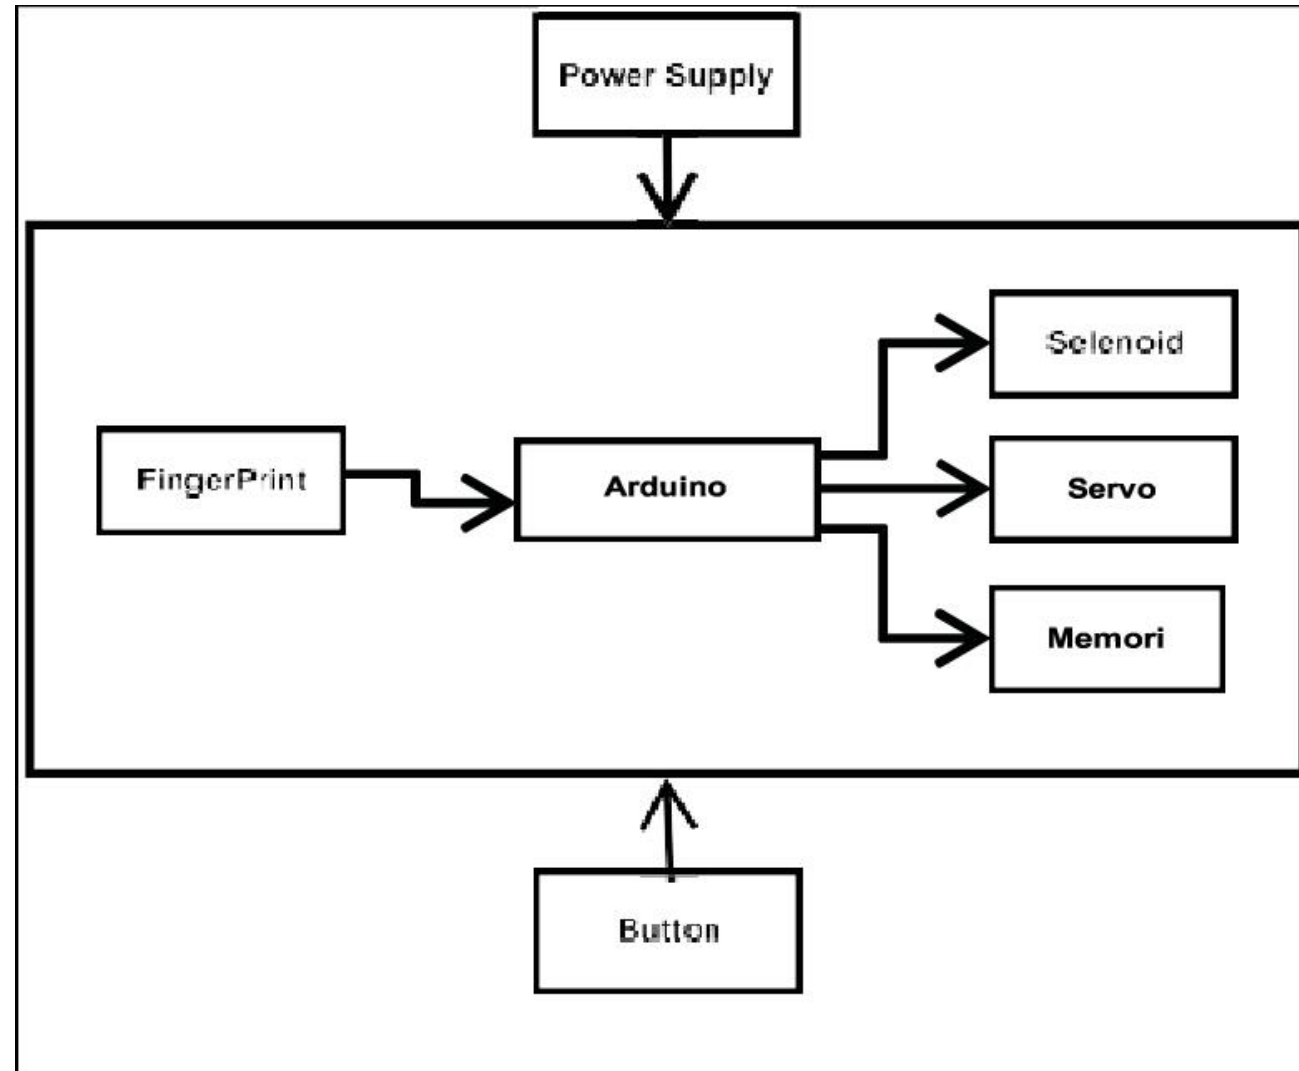 Power Supply
Selenoid
FingerPrint
Arduino
Servo
Memori
Button